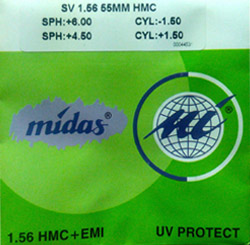 SV 1.56 55MM HMC
SPH:+6.00 CYL:-1.50
SPH:+4.50 CYL:+1.50
midas®
®
1.56 HMC+EMI UV PROTECT